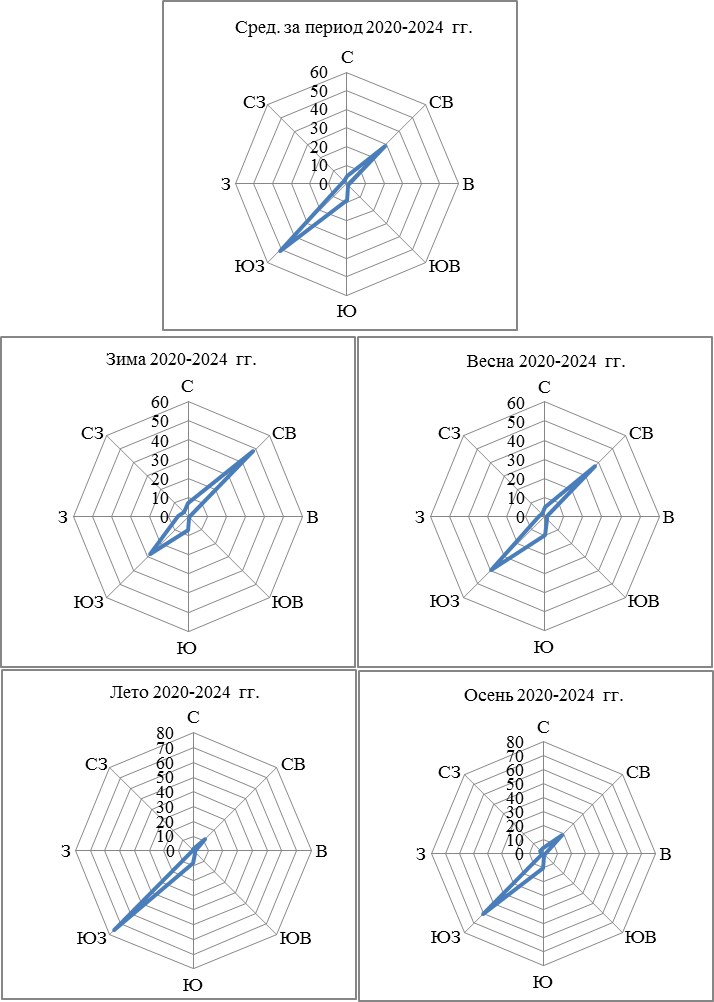 Сред. за период 2020-2024 гг.
С
60
50
40
30
20
10
0
СВ
В
ЮВ
Ю
ЮЗ
З
СЗ
Зима 2020-2024 гг.
С
60
50
40
30
20
10
0
СВ
В
ЮВ
Ю
ЮЗ
З
СЗ
Весна 2020-2024 гг.
С
60
50
40
30
20
10
0
СВ
В
ЮВ
Ю
ЮЗ
З
СЗ
Лето 2020-2024 гг.
С
80
70
60
50
40
30
20
10
0
СВ
В
ЮВ
Ю
ЮЗ
З
СЗ
Осень 2020-2024 гг.
С
80
70
60
50
40
30
20
10
0
СВ
В
ЮВ
Ю
ЮЗ
З
СЗ